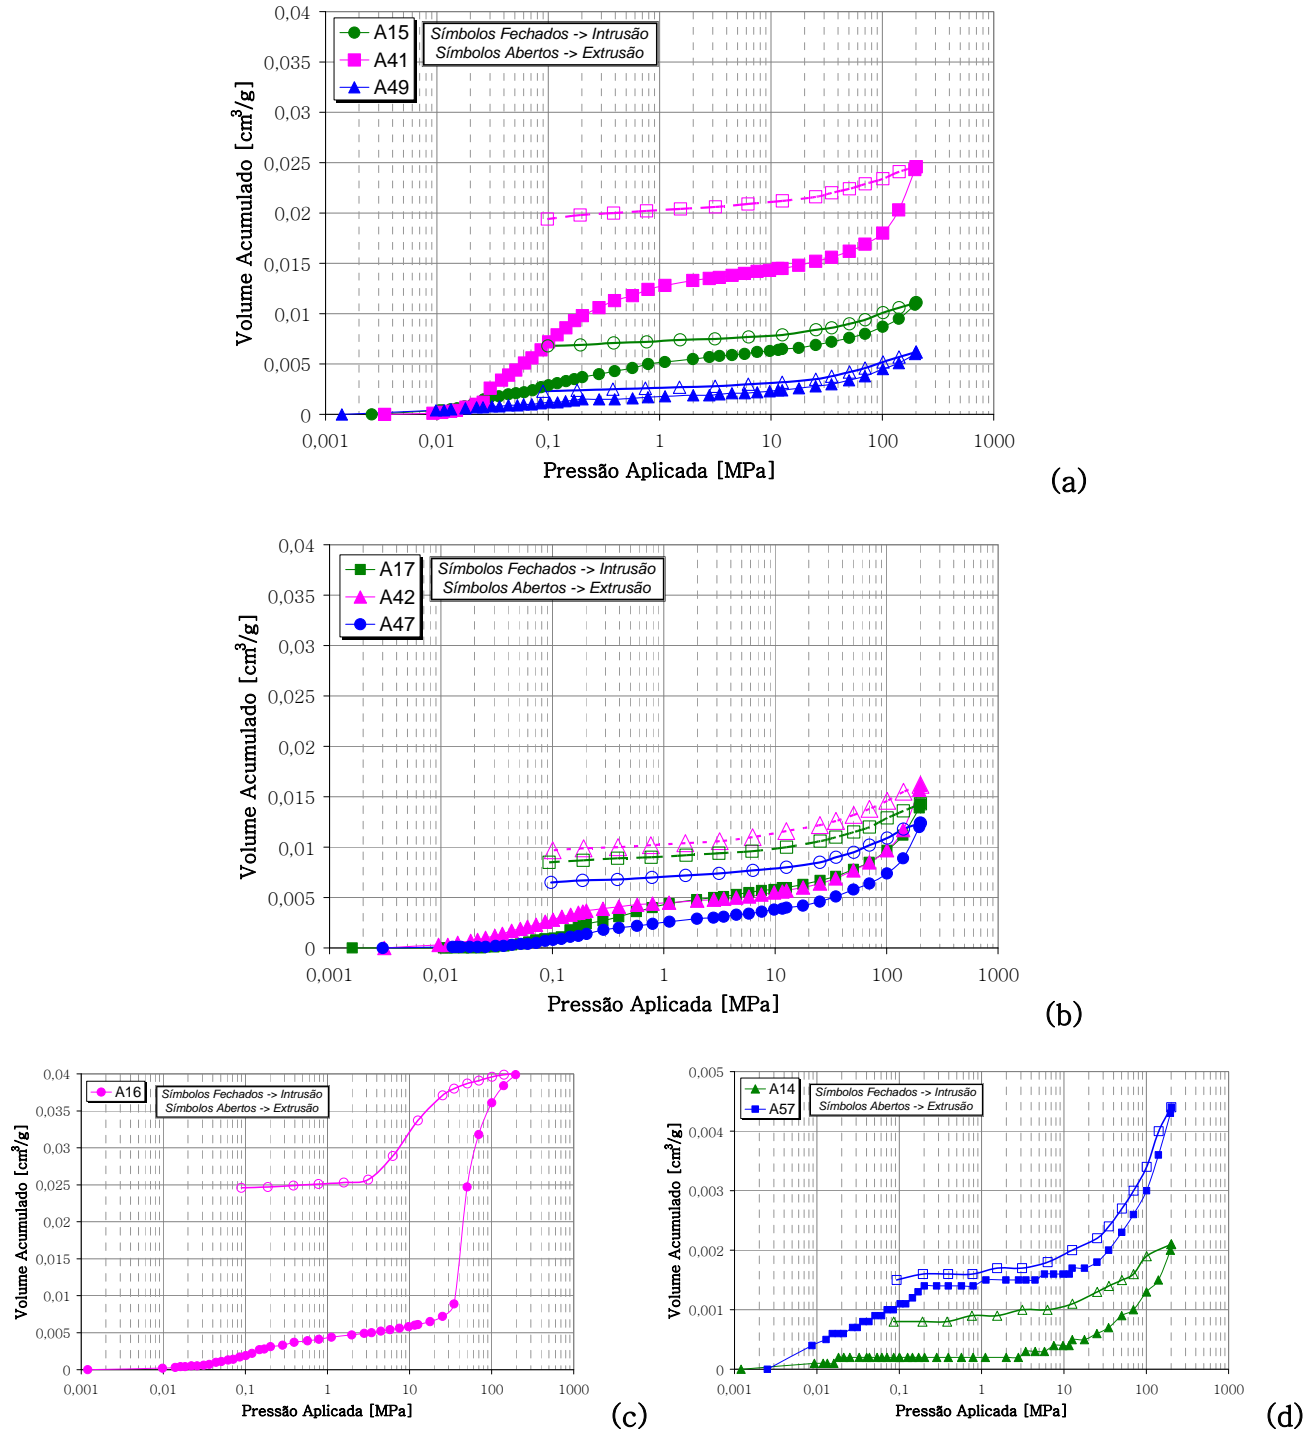 0,04
0,035
0,03
0,025
0,02
0,015
0,01
0,005
0
Volume Acumulado [cm³/g]
A15
A41
A49
Símbolos Fechados -> Intrusão
Símbolos Abertos -> Extrusão
0,001 0,01 0,1 1 10 100 1000
Pressão Aplicada [MPa]
(a)
0,04
0,035
0,03
0,025
0,02
0,015
0,01
0,005
0
Volume Acumulado [cm³/g]
A17
A42
A47
Símbolos Fechados -> Intrusão
Símbolos Abertos -> Extrusão
0,001 0,01 0,1 1 10 100 1000
Pressão Aplicada [MPa]
(b)
0,04
0,035
0,03
0,025
0,02
0,015
0,01
0,005
0
Volume Acumulado [cm³/g]
A16
Símbolos Fechados -> Intrusão
Símbolos Abertos -> Extrusão
0,001 0,01 0,1 1 10 100 1000
Pressão Aplicada [MPa]
(c)
0,005
0,004
0,003
0,002
0,001
0
Volume Acumulado [cm³/g]
A14
A57
Símbolos Fechados -> Intrusão
Símbolos Abertos -> Extrusão
0,001 0,01 0,1 1 10 100 1000
Pressão Aplicada [MPa]
(d)